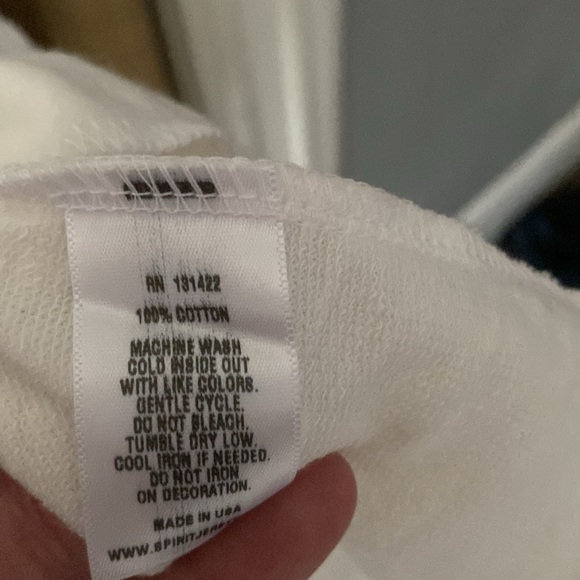 RN 131422
100% COTTON
MACHINE WASH
COLD INSIDE OUT
WITH LIKE COLORS.
GENTLE CYCLE.
DO NOT BLEACH.
TUMBLE DRY LOW.
COOL IRON IF NEEDED.
DO NOT IRON
ON DECORATION.
MADE IN USA